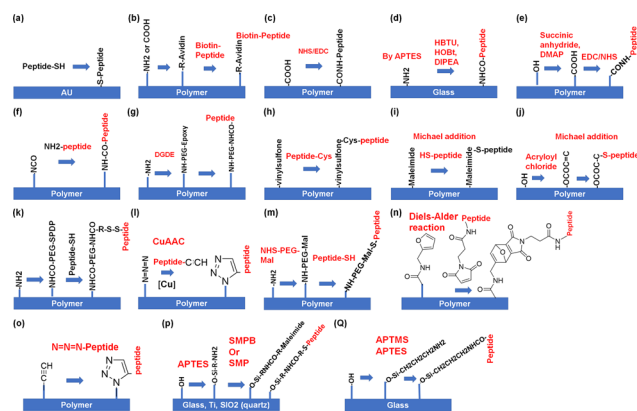 (a)
Peptide-SH
-S-Peptide
AU
(b)
NH2 or COOH
-R-Avidin
Biotin-
Peptide
Biotin-Peptide
R-Avidin
Polymer
(c)
NHS/EDC
-COOH
-CONH-Peptide
Polymer
(d)
By APTES
-NH2
HBTU,
HOBt,
DIPEA
-NHCO-Peptide
Glass
(e)
Succinic
anhydride,
DMAP
OH
COOH
EDC/NHS
-CONH-
Peptide
Polymer
(f)
NCO
NH2-peptide
NH-CO-Peptide
Polymer
(g)
-NH2
DGDE
NH-PEG-Epoxy
Peptide
NH-PEG-NHCO-
Polymer
(h)
-vinylsulfone
Peptide-Cys
-vinylsulfone
-Cys-peptide
Polymer
(i)
Michael addition
-Maleimide
HS-peptide
-Maleimide
-S-peptide
Polymer
(j)
Michael addition
Acryloyl
chloride
-OH
-OCOC=C
-OCOCC
-S-peptide
Polymer
(k)
NH2
NHCO-PEG-SPDP
Peptide-SH
NHCO-PEG-NHCO
-R-S-S-
Peptide
Polymer
(l)
CuAAC
N=N=N
Peptide-C≡CH
[Cu]
N
N
N
peptide
Polymer
(m)
NHS-PEG-
Mal
-NH2
NH-PEG-Mal
Peptide-SH
NH-PEG-Mal-S-
Peptide
Polymer
(n)
Diels-Alder
reaction
Peptide
Peptide
Polymer
(o)
C≡CH
N=N=N-Peptide
N
N
N
peptide
Polymer
(p)
OH
APTES
O-Si-R-NH2
SMPB
Or
SMP
O-Si-RNHCO-R-Maleimide
O-Si-R-NHCO-R-S-Peptide
Glass, Ti, SIO2 (quartz)
(Q)
OH
APTMS
APTES
O-Si-CH2CH2CH2NH2
O-Si-CH2CH2CH2NHCO-
Peptide
Glass